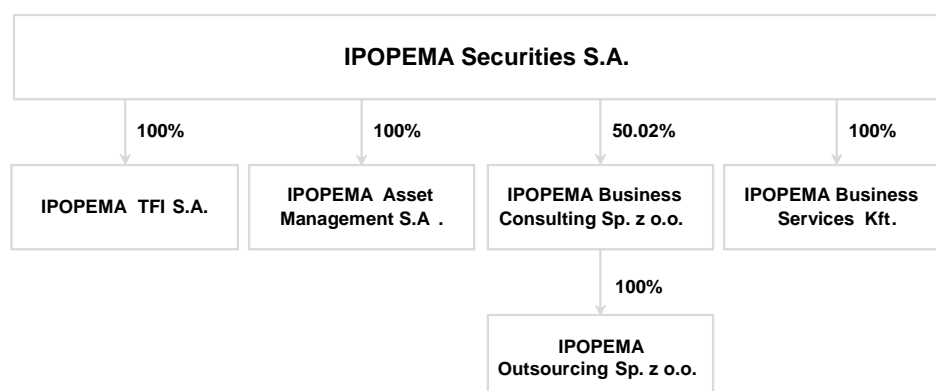 IPOPEMA Securities S.A.
100%
100%
50.02%
100%
IPOPEMA TFI S.A.
IPOPEMA Asset
Management S.A .
IPOPEMA Business
Consulting Sp. z o.o.
IPOPEMA Business
Services Kft.
100%
IPOPEMA
Outsourcing Sp. z o.o.